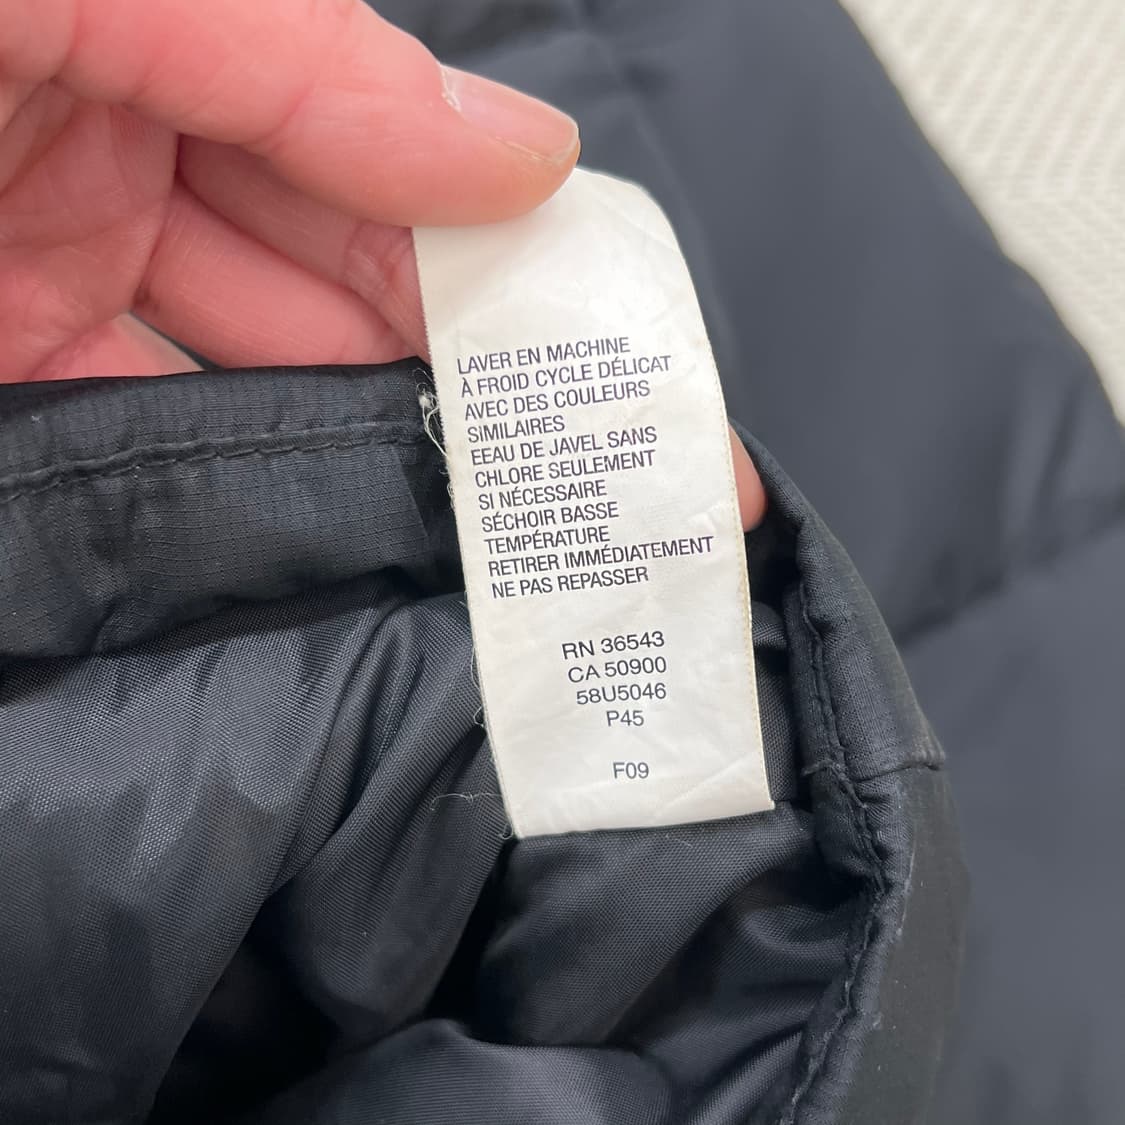 LAVER EN MACHINE
À FROID CYCLE DÉLICAT
AVEC DES COULEURS
SIMILAIRES
EEAU DE JAVEL SANS
CHLORE SEULEMENT
SI NÉCESSAIRE
SÉCHOIR BASSE
TEMPÉRATURE
RETIRER IMMÉDIATEMENT
NE PAS REPASSER
RN 36543
CA 50900
58U5046
P45
F09